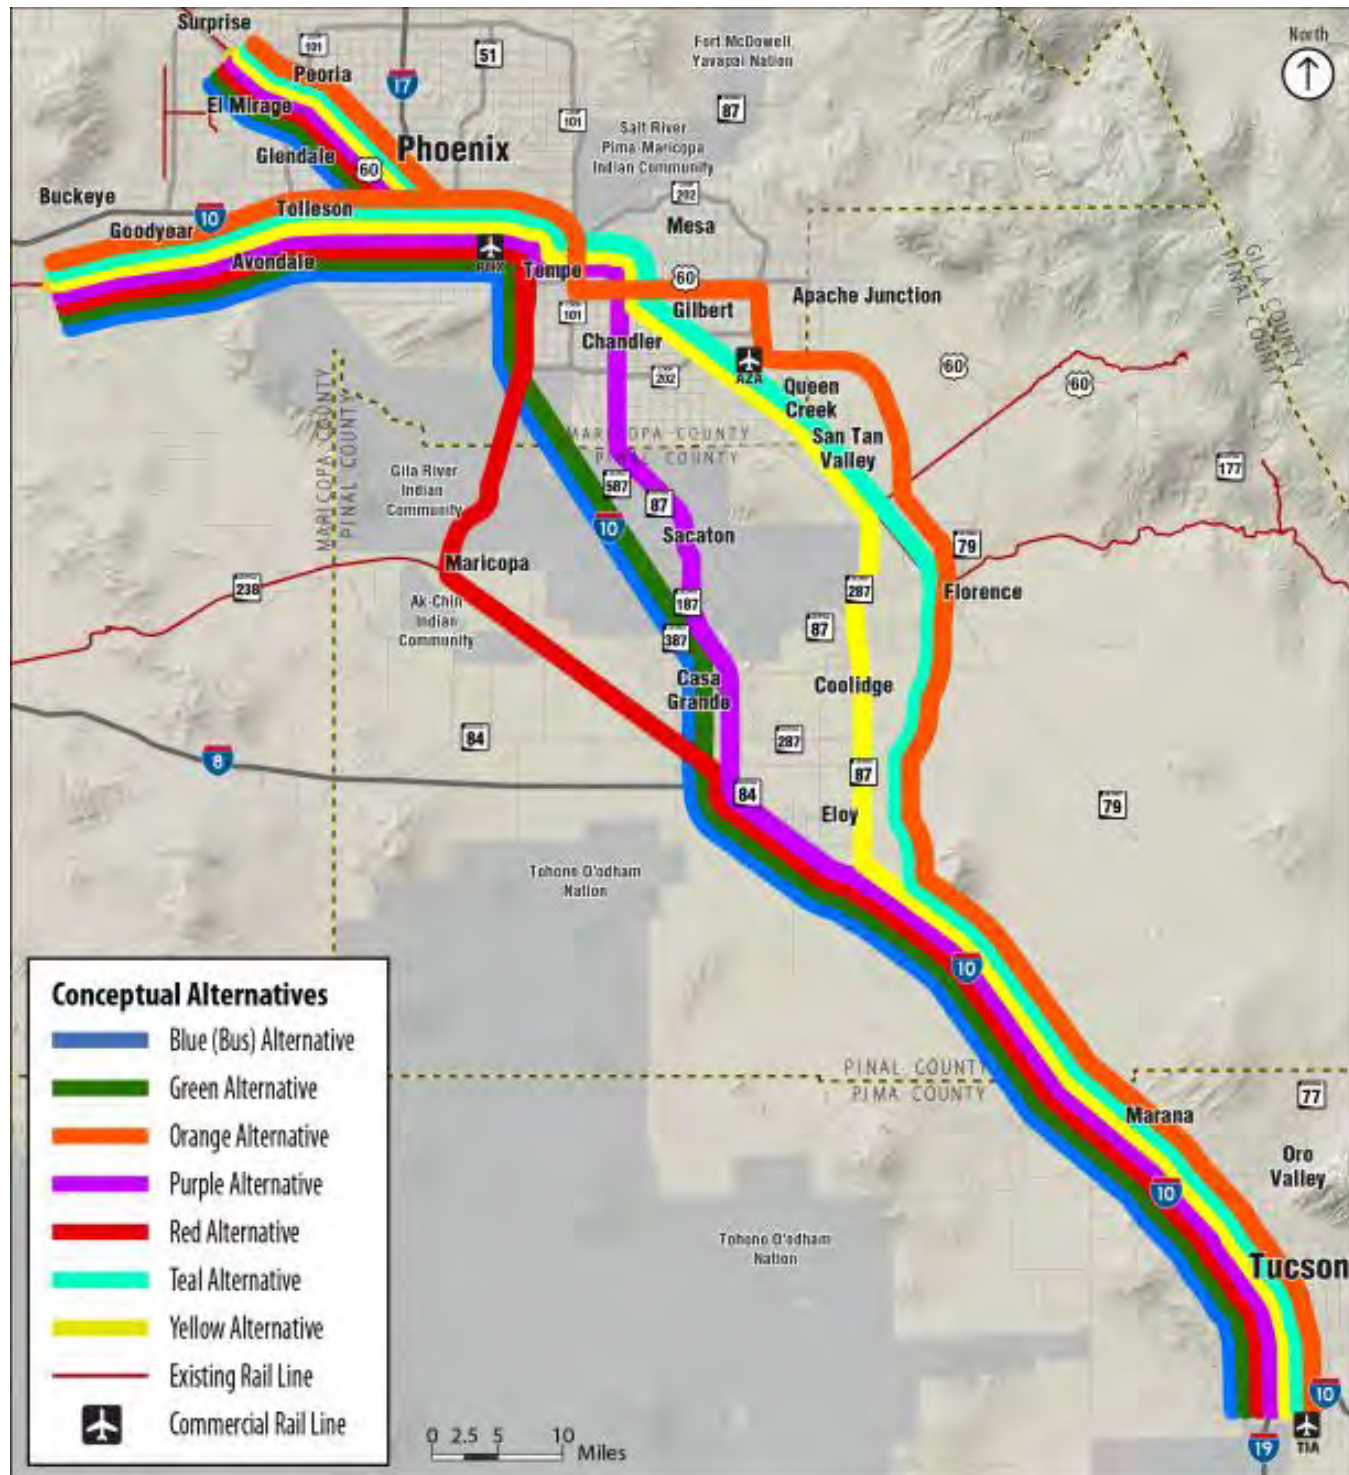 Surprise
101
51
Fort McDowell
Yavapai Nation
North
Peoria
17
El Mirage
87
101
Phoenix
Salt River
Pima-Maricopa
Indian Community
Glendale
60
Buckeye
202
10
Tolleson
Mesa
Goodyear
Avondale
PHX
Tempe
60
GILA COUNTY
PINAL COUNTY
Apache Junction
101
Gilbert
Chandler
AZA
60
202
60
Queen
Creek
MARICOPA COUNTY
PINAL COUNTY
MARICOPA COUNTY
PINAL COUNTY
San Tan
Valley
177
Gila River
Indian
Community
587
87
10
Sacaton
79
Maricopa
238
287
Florence
Ak-Chin
Indian
Community
187
87
387
Casa
Grande
Coolidge
84
287
8
87
84
79
Eloy
Tohono O'odham
Nation
10
PINAL COUNTY
PIMA COUNTY
77
Marana
Oro
Valley
10
Tohono O'odham
Nation
Tucson
10
19
TIA
Conceptual Alternatives
Blue (Bus) Alternative
Green Alternative
Orange Alternative
Purple Alternative
Red Alternative
Teal Alternative
Yellow Alternative
Existing Rail Line
Commercial Rail Line
0 2.5 5 10
Miles